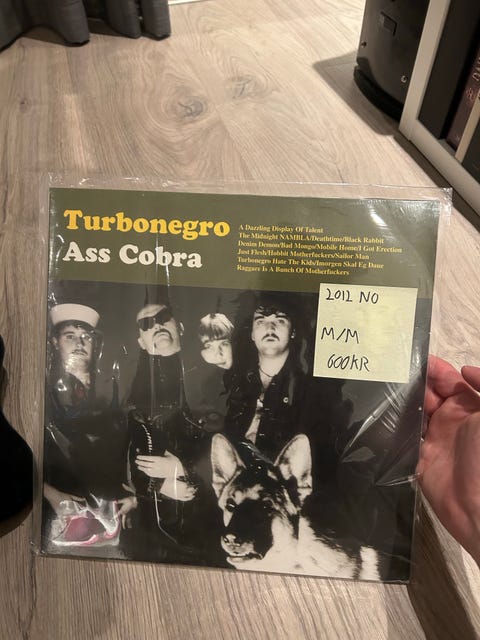 Turbonegro
Ass Cobra
A Dazzling Display Of Talent
The Midnight NAMBLA/Deathtime/Black Rabbit
Denim Demon/Bad Mongo/Mobile Home/I Got Erection
Just Flesh/Hobbit Motherfuckers/Sailor Man
Turbonegro Hate The Kids/Imorgen Skal Eg Daue
Raggare Is A Bunch Of Motherfuckers
2012 NO
M/M
600KR